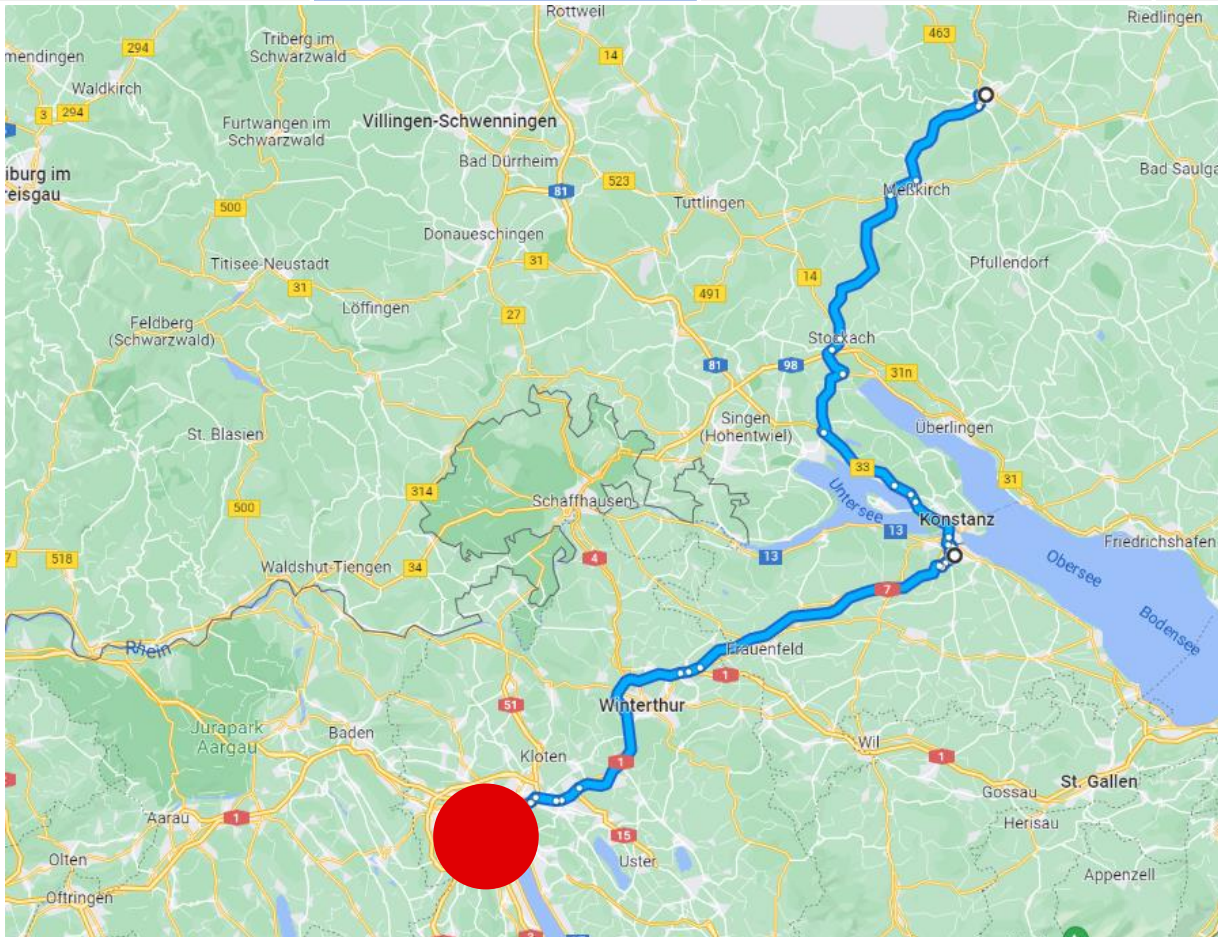 Rottweil
Riedlingen
294
Triberg im
Schwarzwald
463
mendingen
14
Waldkirch
3
294
Furtwangen im
Schwarzwald
Villingen-Schwenningen
Bad Dürrheim
iburg im
reisgau
Bad Saulga
523
81
Meßkirch
500
Tuttlingen
Donaueschingen
Titisee-Neustadt
31
Pfullendorf
31
14
491
Löffingen
27
Feldberg
(Schwarzwald)
Stockach
81
98
31n
Singen
(Hohentwiel)
St. Blasien
Überlingen
33
31
314
Schaffhausen
Untersee
500
Konstanz
13
Friedrichshafen
7
518
4
13
Waldshut-Tiengen
34
Obersee
7
Bodensee
Rhein
Frauenfeld
1
51
Winterthur
Jurapark
Aargau
Baden
Kloten
1
Wil
1
St. Gallen
Gossau
Aarau
1
Herisau
15
Olten
Uster
Appenzell
Oftringen
3